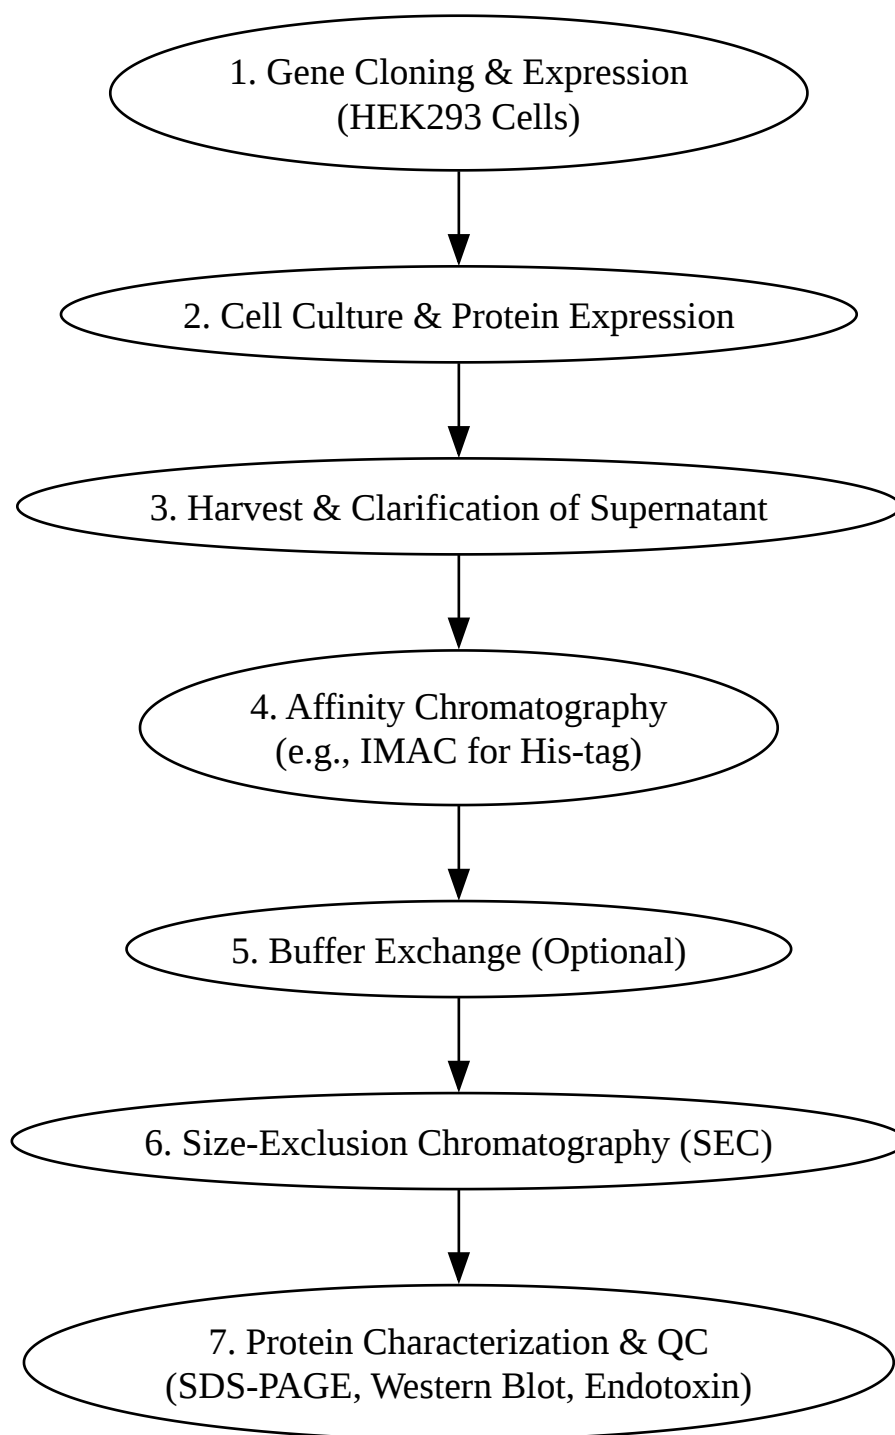 1. Gene Cloning & Expression
(HEK293 Cells)
2. Cell Culture & Protein Expression
3. Harvest & Clarification of Supernatant
4. Affinity Chromatography
(e.g., IMAC for His-tag)
5. Buffer Exchange (Optional)
6. Size-Exclusion Chromatography (SEC)
7. Protein Characterization & QC
(SDS-PAGE, Western Blot, Endotoxin)